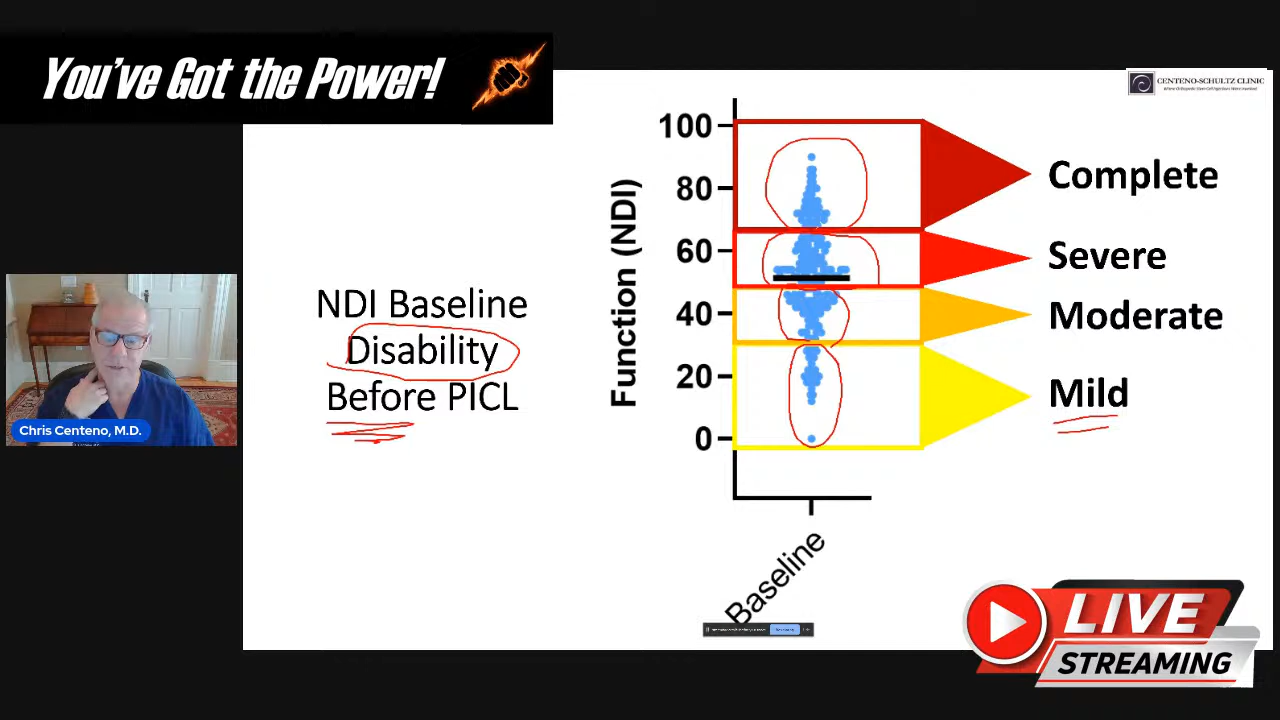 You've Got the Power!
CENTENO-SCHULTZ CLINIC
100
80
60
40
20
0
Function (NDI)
Baseline
Complete
Severe
Moderate
Mild
NDI Baseline
Disability
Before PICL
Chris Centeno, M.D.
LIVE
STREAMING